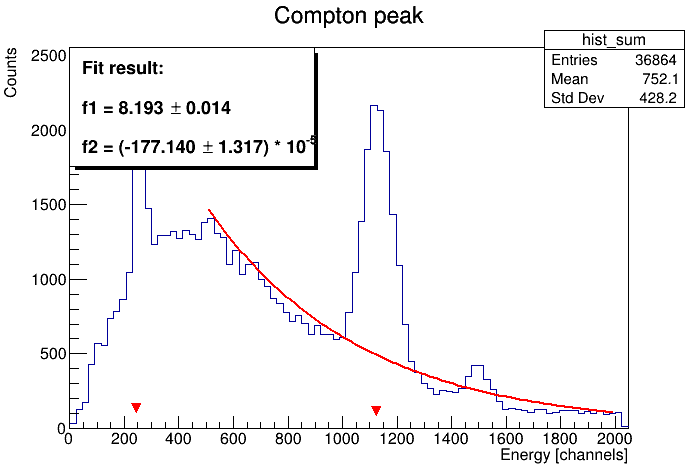 Compton peak
hist_sum
Entries 36864
Mean 752.1
Std Dev 428.2
Counts
Fit result:
f1 = 8.193 ± 0.014
f2 = (-177.140 ± 1.317) * 10^-5
2500
2000
1500
1000
500
0
0 200 400 600 800 1000 1200 1400 1600 1800 2000
Energy [channels]